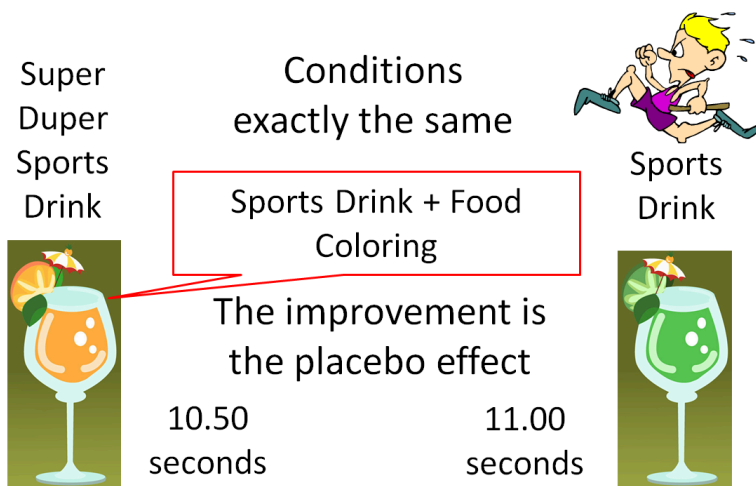 Super
Duper
Sports
Drink
Conditions
exactly the same
Sports
Drink
Sports Drink + Food
Coloring
The improvement is
the placebo effect
10.50
seconds
11.00
seconds